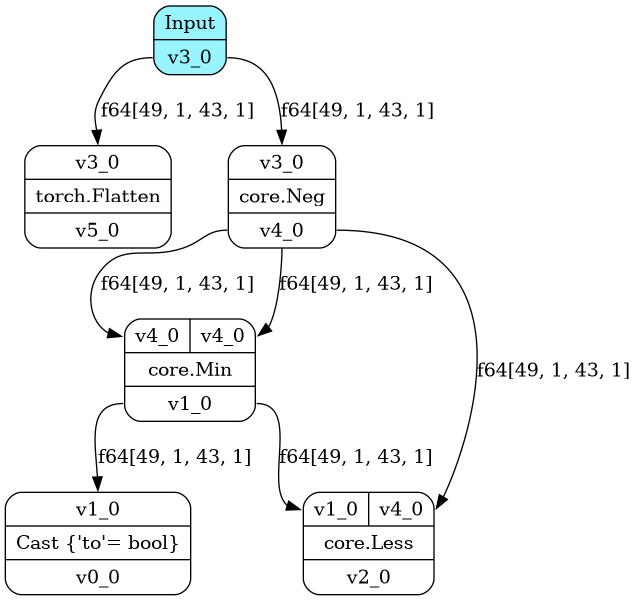 Input
v3_0
f64[49, 1, 43, 1]
f64[49, 1, 43, 1]
v3_0
torch.Flatten
v5_0
v3_0
core.Neg
v4_0
f64[49, 1, 43, 1]
f64[49, 1, 43, 1]
f64[49, 1, 43, 1]
v4_0 v4_0
core.Min
v1_0
f64[49, 1, 43, 1]
f64[49, 1, 43, 1]
v1_0
Cast {'to'= bool}
v0_0
v1_0 v4_0
core.Less
v2_0